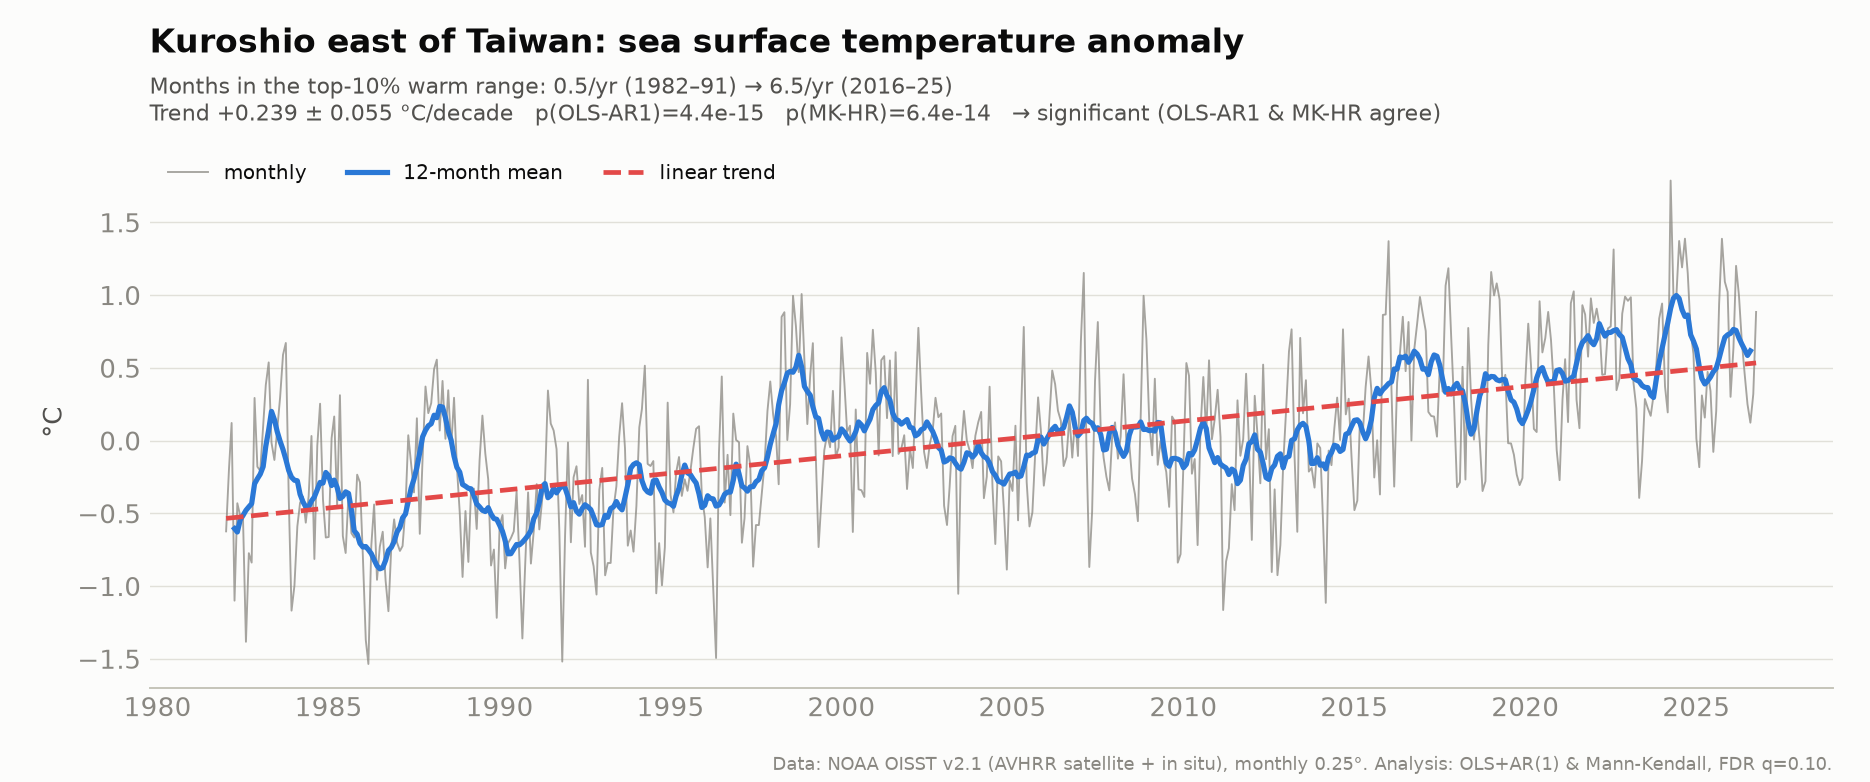 Kuroshio east of Taiwan: sea surface temperature anomaly
Months in the top-10% warm range: 0.5/yr (1982–91) → 6.5/yr (2016–25)
Trend +0.239 ± 0.055 °C/decade   p(OLS-AR1)=4.4e-15   p(MK-HR)=6.4e-14   → significant (OLS-AR1 & MK-HR agree)
monthly   12-month mean   linear trend
°C
1.5
1.0
0.5
0.0
−0.5
−1.0
−1.5
1980 1985 1990 1995 2000 2005 2010 2015 2020 2025
Data: NOAA OISST v2.1 (AVHRR satellite + in situ), monthly 0.25°. Analysis: OLS+AR(1) & Mann-Kendall, FDR q=0.10.